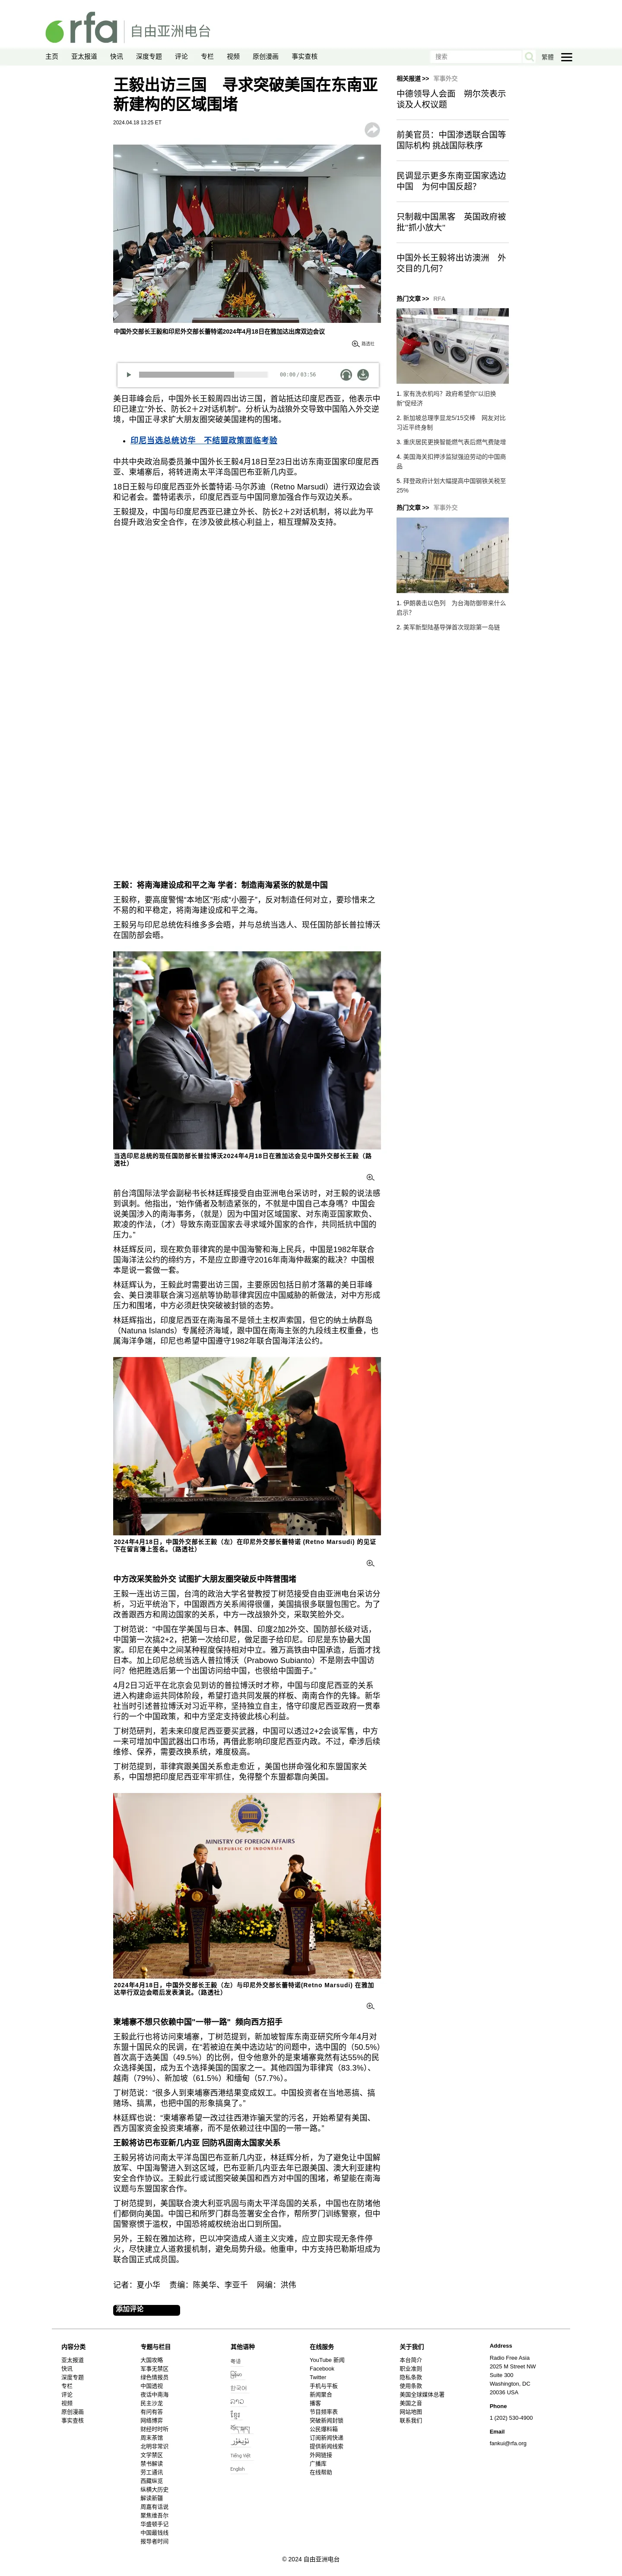 rfa 自由亚洲电台
主页 亚太报道 快讯 深度专题 评论 专栏 视频 原创漫画 事实查核 搜索 繁體
王毅出访三国　寻求突破美国在东南亚
新建构的区域围堵
2024.04.18 13:25 ET
中国外交部长王毅和印尼外交部长蕾特诺2024年4月18日在雅加达出席双边会议
路透社
00:00 / 03:56
美日菲峰会后，中国外长王毅周四出访三国，首站抵达印度尼西亚，他表示中
印已建立“外长、防长2＋2对话机制”。分析认为战狼外交导致中国陷入外交逆
境，中国正寻求扩大朋友圈突破美国建构的围堵。
印尼当选总统访华　不结盟政策面临考验
中共中央政治局委员兼中国外长王毅4月18日至23日出访东南亚国家印度尼西
亚、柬埔寨后，将转进南太平洋岛国巴布亚新几内亚。
18日王毅与印度尼西亚外长蕾特诺·马尔苏迪（Retno Marsudi）进行双边会谈
和记者会。蕾特诺表示，印度尼西亚与中国同意加强合作与双边关系。
王毅提及，中国与印度尼西亚已建立外长、防长2＋2对话机制，将以此为平
台提升政治安全合作，在涉及彼此核心利益上，相互理解及支持。
王毅：将南海建设成和平之海 学者：制造南海紧张的就是中国
王毅称，要高度警惕“本地区”形成“小圈子”，反对制造任何对立，要珍惜来之
不易的和平稳定，将南海建设成和平之海。
王毅另与印尼总统佐科维多多会晤，并与总统当选人、现任国防部长普拉博沃
在国防部会晤。
当选印尼总统的现任国防部长普拉博沃2024年4月18日在雅加达会见中国外交部长王毅（路
透社）
前台湾国际法学会副秘书长林廷辉接受自由亚洲电台采访时，对王毅的说法感
到讽刺。他指出，“始作俑者及制造紧张的，不就是中国自己本身嘛？中国会
说美国涉入的南海事务，（就是）因为中国对区域国家、对东南亚国家欺负、
欺凌的作法，（才）导致东南亚国家去寻求域外国家的合作，共同抵抗中国的
压力。”
林廷辉反问，现在欺负菲律宾的是中国海警和海上民兵，中国是1982年联合
国海洋法公约的缔约方，不是应立即遵守2016年南海仲裁案的裁决？中国根
本是说一套做一套。
林廷辉认为，王毅此时需要出访三国，主要原因包括日前才落幕的美日菲峰
会、美日澳菲联合演习巡航等协助菲律宾因应中国威胁的新做法，对中方形成
压力和围堵，中方必须赶快突破被封锁的态势。
林廷辉指出，印度尼西亚在南海虽不是领土主权声索国，但它的纳土纳群岛
（Natuna Islands）专属经济海域，跟中国在南海主张的九段线主权重叠，也
属海洋争端，印尼也希望中国遵守1982年联合国海洋法公约。
2024年4月18日，中国外交部长王毅（左）在印尼外交部长蕾特诺 (Retno Marsudi) 的见证
下在留言簿上签名。（路透社）
中方改采笑脸外交 试图扩大朋友圈突破反中阵营围堵
王毅一连出访三国，台湾的政治大学名誉教授丁树范接受自由亚洲电台采访分
析，习近平统治下，中国跟西方关系闹得很僵，美国搞很多联盟包围它。为了
改善跟西方和周边国家的关系，中方一改战狼外交，采取笑脸外交。
丁树范说：“中国在学美国与日本、韩国、印度2加2外交、国防部长级对话，
中国第一次搞2+2，把第一次给印尼，做足面子给印尼。印尼是东协最大国
家。印尼在美中之间某种程度保持相对中立。雅万高铁由中国承造，后面才找
日本。加上印尼总统当选人普拉博沃（Prabowo Subianto）不是刚去中国访
问？他把胜选后第一个出国访问给中国，也很给中国面子。”
4月2日习近平在北京会见到访的普拉博沃时才称，中国与印度尼西亚的关系
进入构建命运共同体阶段，希望打造共同发展的样板、南南合作的先锋。新华
社当时引述普拉博沃对习近平称，坚持独立自主，恪守印度尼西亚政府一贯奉
行的一个中国政策，和中方坚定支持彼此核心利益。
丁树范研判，若未来印度尼西亚要买武器，中国可以透过2+2会谈军售，中方
一来可增加中国武器出口市场，再借此影响印度尼西亚内政。不过，牵涉后续
维修、保养，需要改换系统，难度极高。
丁树范提到，菲律宾跟美国关系愈走愈近 ，美国也拼命强化和东盟国家关
系，中国想把印度尼西亚牢牢抓住，免得整个东盟都靠向美国。
MINISTRY OF FOREIGN AFFAIRS
2024年4月18日，中国外交部长王毅（左）与印尼外交部长蕾特诺(Retno Marsudi) 在雅加
达举行双边会晤后发表演说。（路透社）
柬埔寨不想只依赖中国“一带一路” 频向西方招手
王毅此行也将访问柬埔寨，丁树范提到，新加坡智库东南亚研究所今年4月对
东盟十国民众的民调，在“若被迫在美中选边站”的问题中，选中国的（50.5%）
首次高于选美国（49.5%）的比例，但令他意外的是柬埔寨竟然有达55%的民
众选择美国，成为五个选择美国的国家之一。其他四国为菲律宾（83.3%）、
越南（79%）、新加坡（61.5%）和缅甸（57.7%）。
丁树范说：“很多人到柬埔寨西港结果变成奴工。中国投资者在当地恶搞、搞
赌场、搞黑，也把中国的形象搞臭了。”
林廷辉也说：“柬埔寨希望一改过往西港诈骗天堂的污名，开始希望有美国、
西方国家资金投资柬埔寨，而不是依赖过往中国的一带一路。”
王毅将访巴布亚新几内亚 回防巩固南太国家关系
王毅另将访问南太平洋岛国巴布亚新几内亚，林廷辉分析，为了避免让中国解
放军、中国海警进入到这区域，巴布亚新几内亚去年已跟美国、澳大利亚建构
安全合作协议。王毅此行或试图突破美国和西方对中国的围堵，希望能在南海
议题与东盟国家合作。
丁树范提到，美国联合澳大利亚巩固与南太平洋岛国的关系，中国也在防堵他
们都倒向美国。中国已和所罗门群岛签署安全合作，帮所罗门训练警察，但中
国警察惯于滥权，中国恐将威权统治出口到所国。
另外，王毅在雅加达称，巴以冲突造成人道主义灾难，应立即实现无条件停
火，尽快建立人道救援机制，避免局势升级。他重申，中方支持巴勒斯坦成为
联合国正式成员国。
记者：夏小华　责编：陈美华、李亚千　网编：洪伟
添加评论
相关报道 >> 军事外交
中德领导人会面　朔尔茨表示
谈及人权议题
前美官员：中国渗透联合国等
国际机构 挑战国际秩序
民调显示更多东南亚国家选边
中国　为何中国反超？
只制裁中国黑客　英国政府被
批“抓小放大”
中国外长王毅将出访澳洲　外
交目的几何？
热门文章 >> RFA
1. 家有洗衣机吗？政府希望你“以旧换
新”促经济
2. 新加坡总理李显龙5/15交棒　网友对比
习近平终身制
3. 重庆居民更换智能燃气表后燃气费陡增
4. 美国海关扣押涉监狱强迫劳动的中国商
品
5. 拜登政府计划大幅提高中国钢铁关税至
25%
热门文章 >> 军事外交
1. 伊朗袭击以色列　为台海防御带来什么
启示？
2. 美军新型陆基导弹首次现踪第一岛链
内容分类
亚太报道
快讯
深度专题
专栏
评论
视频
原创漫画
事实查核
专题与栏目
大国攻略
军事无禁区
绿色情报员
中国透视
夜话中南海
民主沙龙
有问有答
网络博弈
财经时时听
周末茶馆
北明非常识
文学禁区
禁书解读
劳工通讯
西藏纵览
纵横大历史
解读新疆
周嘉有话说
聚焦维吾尔
华盛顿手记
中国最钱线
报导者时间
其他语种
粤语
မြန်မာ
한국어
ລາວ
ខ្មែរ
བོད་སྐད།
ئۇيغۇر
Tiếng Việt
English
在线服务
YouTube 新闻
Facebook
Twitter
手机与平板
新闻聚合
播客
节目频率表
突破新闻封锁
公民爆料箱
订阅新闻快递
提供新闻线索
外网链接
广播库
在线帮助
关于我们
本台简介
职业准则
隐私条款
使用条款
美国全球媒体总署
美国之音
网站地图
联系我们
Address
Radio Free Asia
2025 M Street NW
Suite 300
Washington, DC
20036 USA
Phone
1 (202) 530-4900
Email
fankui@rfa.org
© 2024 自由亚洲电台